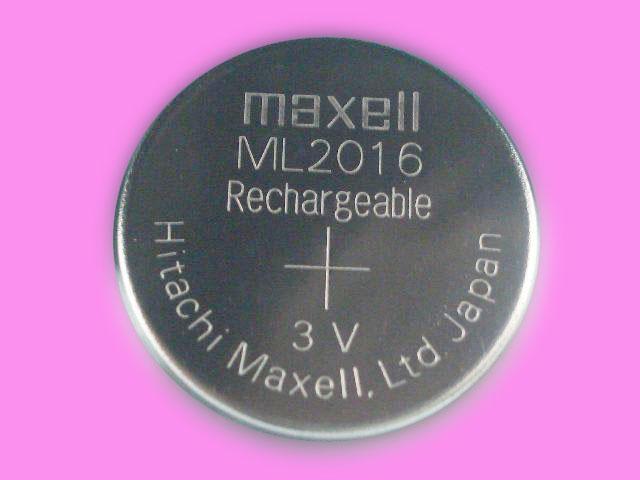 maxell
ML2016
Rechargeable
+
3 V
Hitachi Maxell, Ltd. Japan